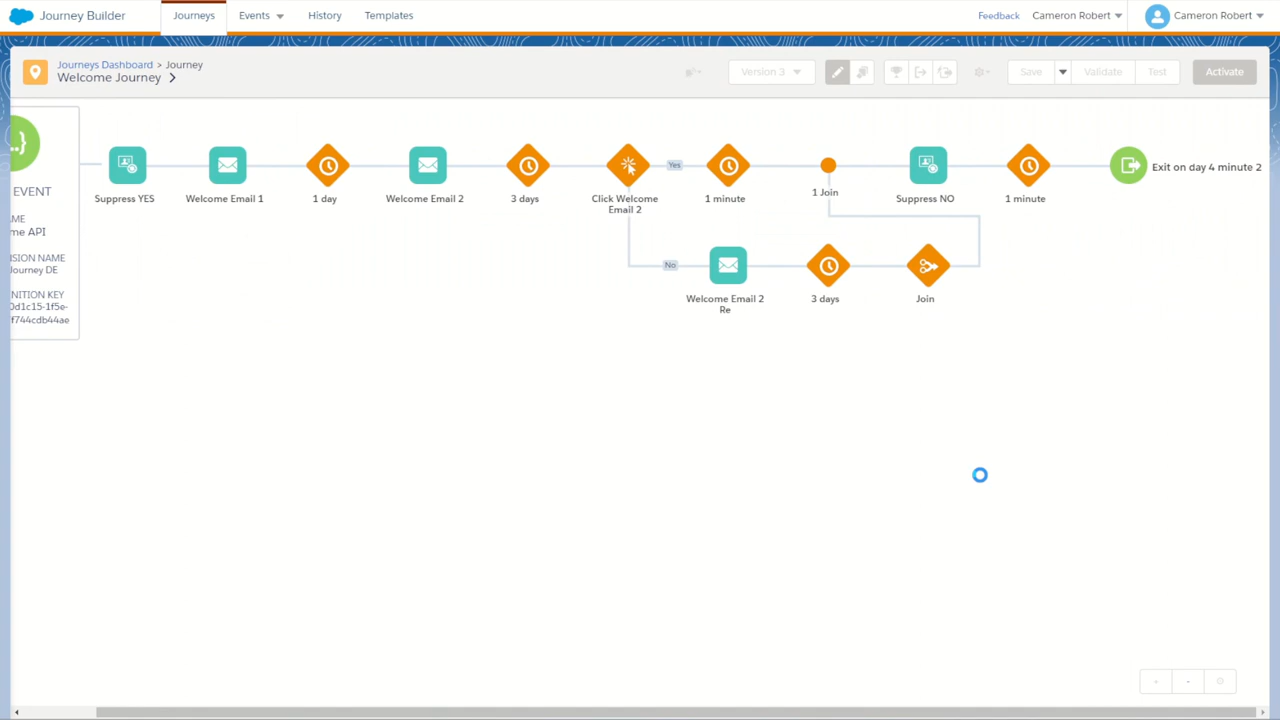 Journey Builder
Journeys
Events
History
Templates
Feedback
Cameron Robert
Cameron Robert
Journeys Dashboard > Journey
Welcome Journey
Version 3
Save
Validate
Test
Activate
EVENT
AME
me API
SION NAME
Journey DE
NITION KEY
0d1c15-1f5e-
f744cdb44ae
Suppress YES
Welcome Email 1
1 day
Welcome Email 2
3 days
Click Welcome
Email 2
Yes
1 minute
1 Join
Suppress NO
1 minute
Exit on day 4 minute 2
No
Welcome Email 2
Re
3 days
Join